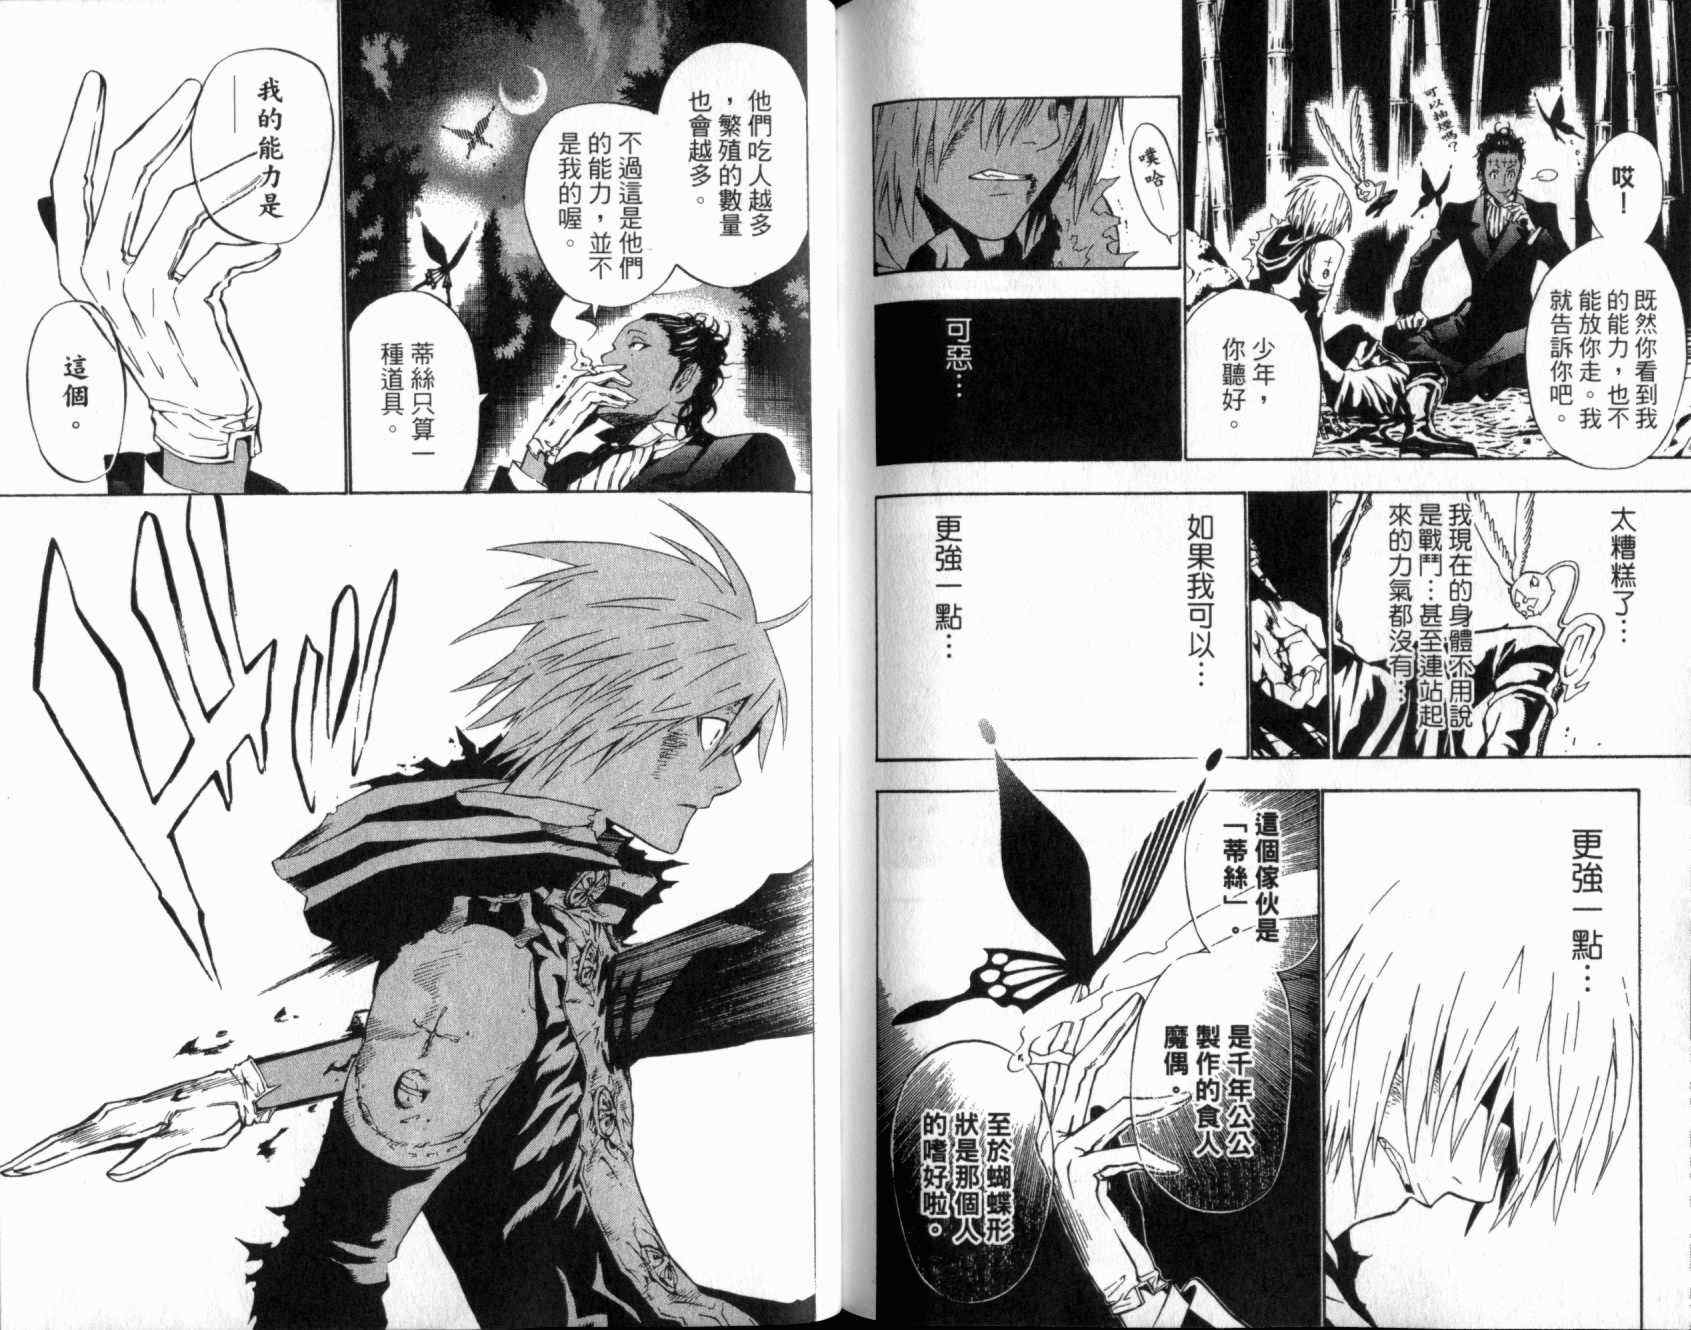 可以抽煙嗎？
哎！
既然你看到我
的能力，也不
能放你走。我
就告訴你吧。
少年，
你聽好。
噗哈—
可惡…
太糟糕了…
我現在的身體不用說
是戰鬥…甚至連站起
來的力氣都沒有…
如果我可以…
更強一點…
更強一點…
這個傢伙是
「蒂絲」。
是千年公公
製作的食人
魔偶。
至於蝴蝶形
狀是那個人
的嗜好啦。
他們吃人越多
，繁殖的數量
也會越多。
不過這是他們
的能力，並不
是我的喔。
蒂絲只算一
種道具。
我的能力是
—
這個。